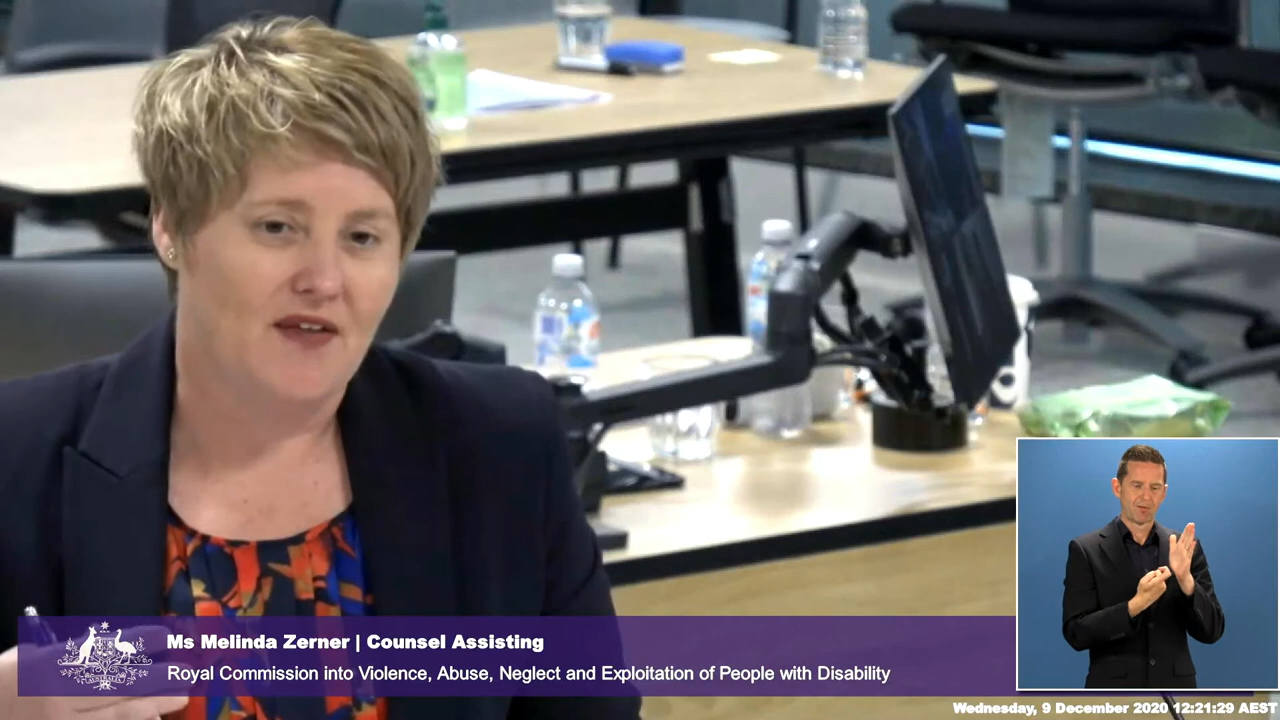 Ms Melinda Zerner | Counsel Assisting
Royal Commission into Violence, Abuse, Neglect and Exploitation of People with Disability
Wednesday, 9 December 2020 12:21:29 AEST